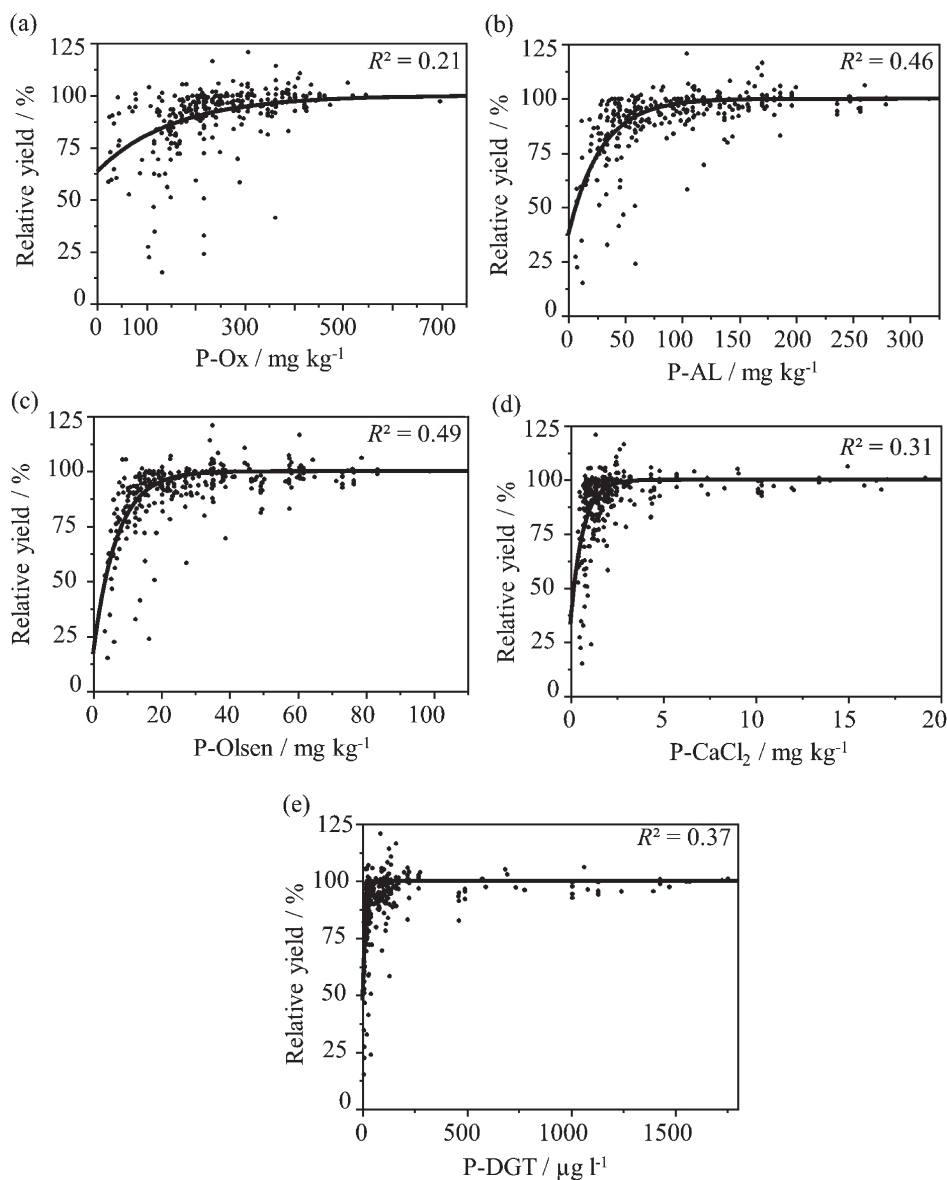 (a)
125
100
75
50
25
0
Relative yield / %
R² = 0.21
0 100 300 500 700
P-Ox / mg kg⁻¹
(b)
125
100
75
50
25
0
Relative yield / %
R² = 0.46
0 50 100 150 200 250 300
P-AL / mg kg⁻¹
(c)
125
100
75
50
25
0
Relative yield / %
R² = 0.49
0 20 40 60 80 100
P-Olsen / mg kg⁻¹
(d)
125
100
75
50
25
0
Relative yield / %
R² = 0.31
0 5 10 15 20
P-CaCl₂ / mg kg⁻¹
(e)
125
100
75
50
25
0
Relative yield / %
R² = 0.37
0 500 1000 1500
P-DGT / µg l⁻¹